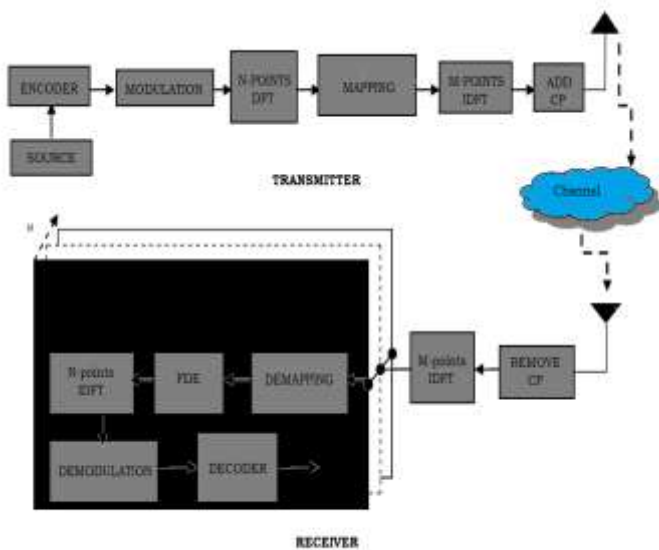 ENCODER
MODULATION
N-POINTS
DFT
MAPPING
M-POINTS
IDFT
ADD
CP
SOURCE
TRANSMITTER
Channel
N-points
IDFT
FDE
DEMAPPING
M-points
IDFT
REMOVE
CP
DEMODULATION
DECODER
RECEIVER